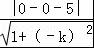 |0-0-5|
√1+(-k)²